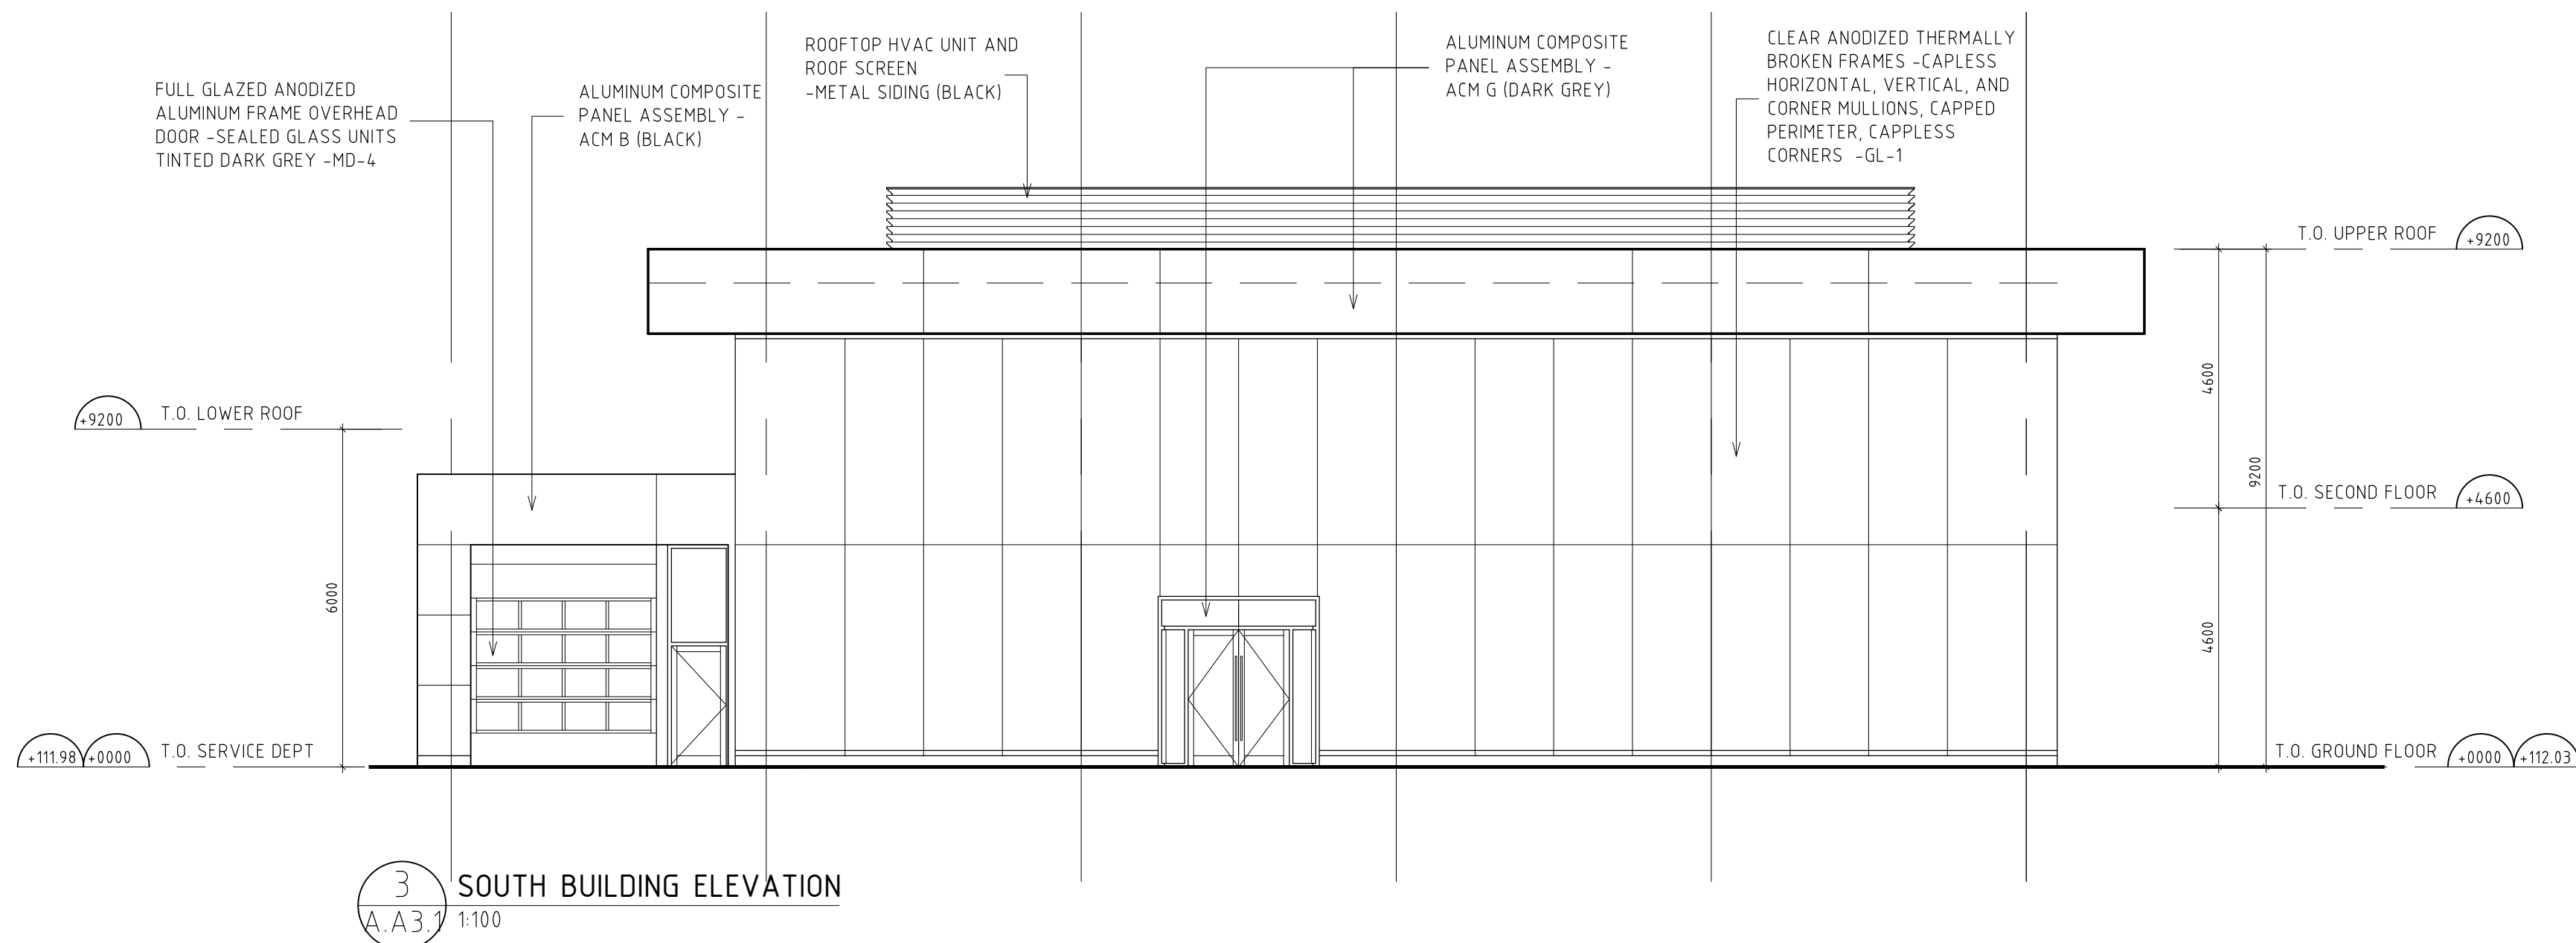 FULL GLAZED ANODIZED
ALUMINUM FRAME OVERHEAD
DOOR -SEALED GLASS UNITS
TINTED DARK GREY -MD-4
ALUMINUM COMPOSITE
PANEL ASSEMBLY -
ACM B (BLACK)
ROOFTOP HVAC UNIT AND
ROOF SCREEN
-METAL SIDING (BLACK)
ALUMINUM COMPOSITE
PANEL ASSEMBLY -
ACM G (DARK GREY)
CLEAR ANODIZED THERMALLY
BROKEN FRAMES -CAPLESS
HORIZONTAL, VERTICAL, AND
CORNER MULLIONS, CAPPED
PERIMETER, CAPPLESS
CORNERS -GL-1
T.O. UPPER ROOF +9200
+9200 T.O. LOWER ROOF
4600
9200
T.O. SECOND FLOOR +4600
6000
4600
+111.98 +0000 T.O. SERVICE DEPT
T.O. GROUND FLOOR +0000 +112.03
3 SOUTH BUILDING ELEVATION
A.A3.1 1:100